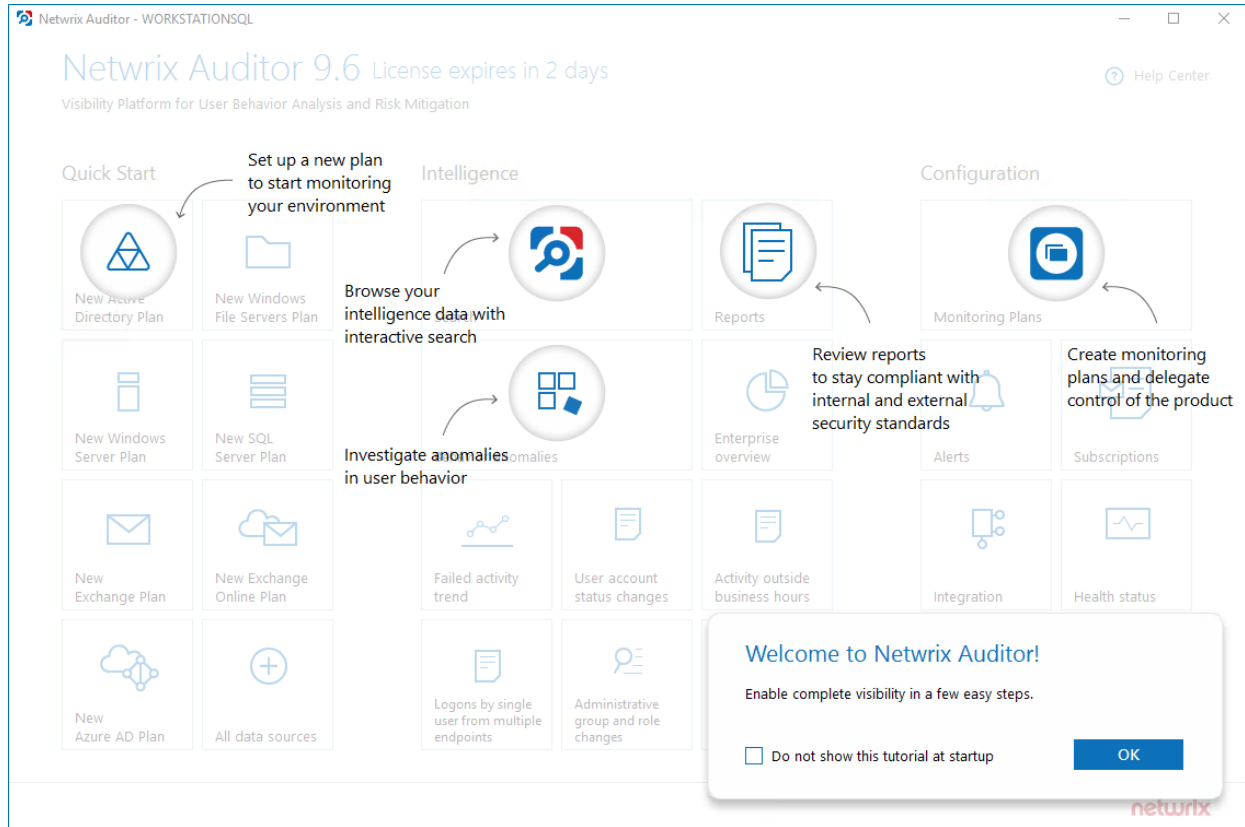 Netwrix Auditor - WORKSTATIONSQL
Netwrix Auditor 9.6 License expires in 2 days
Help Center
Visibility Platform for User Behavior Analysis and Risk Mitigation
Quick Start
Set up a new plan
to start monitoring
your environment
Intelligence
Configuration
New Active
Directory Plan
New Windows
File Servers Plan
Browse your
intelligence data with
interactive search
Search
Reports
Monitoring Plans
Review reports
to stay compliant with
internal and external
security standards
Create monitoring
plans and delegate
control of the product
New Windows
Server Plan
New SQL
Server Plan
Investigate anomalies
in user behavior
Behavior anomalies
Enterprise
overview
Alerts
Subscriptions
New
Exchange Plan
New Exchange
Online Plan
Failed activity
trend
User account
status changes
Activity outside
business hours
Integration
Health status
New
Azure AD Plan
All data sources
Logons by single
user from multiple
endpoints
Administrative
group and role
changes
Welcome to Netwrix Auditor!
Enable complete visibility in a few easy steps.
Do not show this tutorial at startup
OK
netwrix